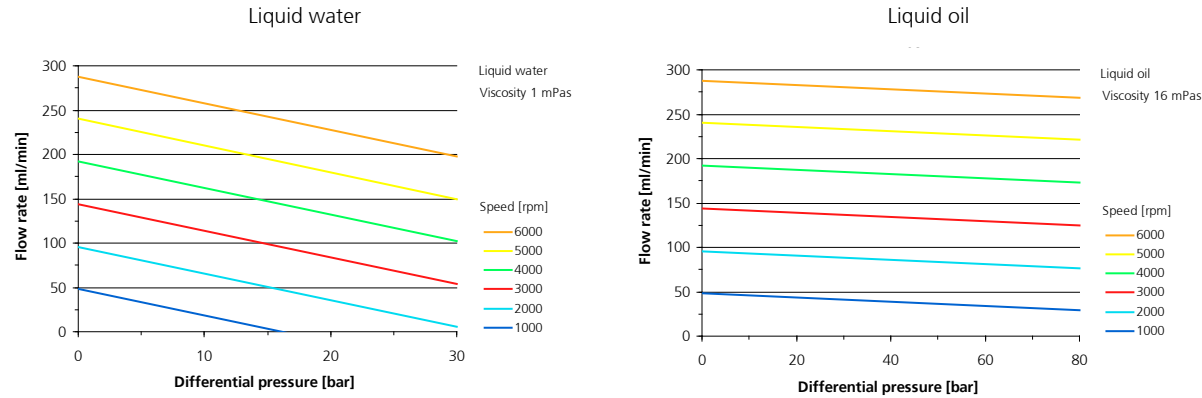 Liquid water
300
250
200
150
100
50
0
0 10 20 30
Flow rate [ml/min]
Differential pressure [bar]
Liquid water
Viscosity 1 mPas
Speed [rpm]
6000
5000
4000
3000
2000
1000
Liquid oil
300
250
200
150
100
50
0
0 20 40 60 80
Flow rate [ml/min]
Differential pressure [bar]
Liquid oil
Viscosity 16 mPas
Speed [rpm]
6000
5000
4000
3000
2000
1000